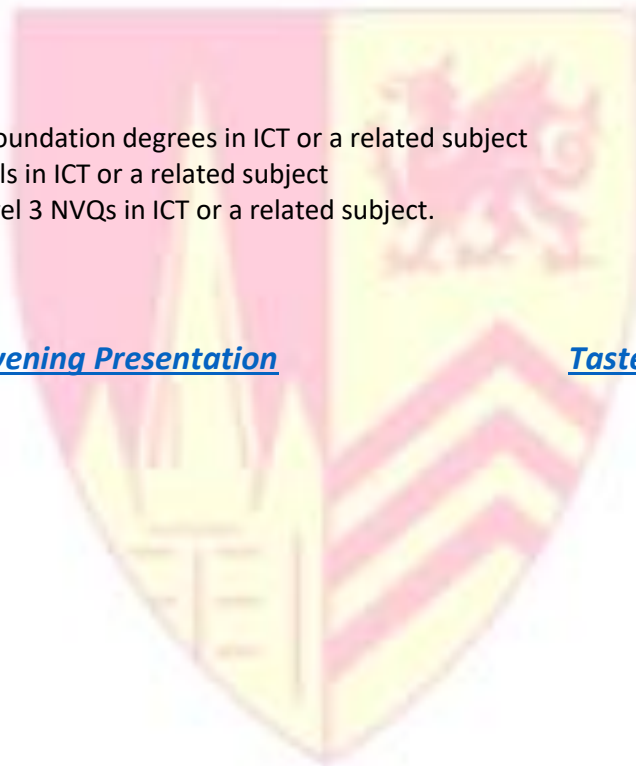 oundation degrees in ICT or a related subject
ls in ICT or a related subject
el 3 NVQs in ICT or a related subject.
vening Presentation Taste